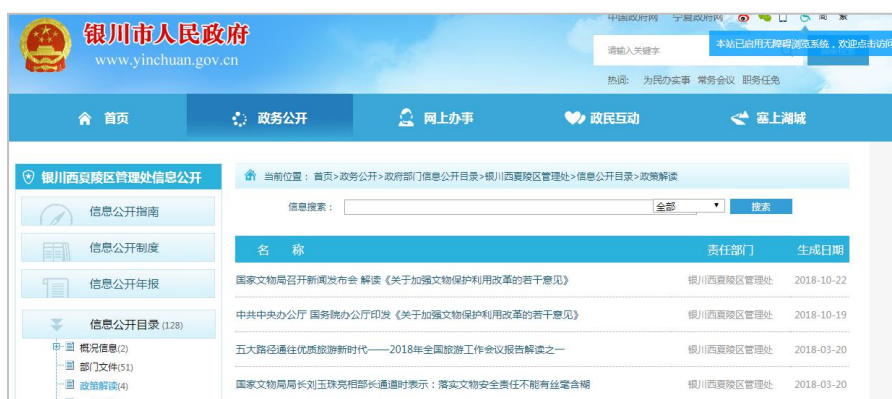 中国政府网 宁夏政府网 简 繁
银川市人民政府
www.yinchuan.gov.cn
请输入关键字
本站已启用无障碍浏览系统，欢迎点击访问
热词： 为民办实事 常务会议 职务任免
首页 政务公开 网上办事 政民互动 塞上湖城
银川西夏陵区管理处信息公开
当前位置：首页>政务公开>政府部门信息公开目录>银川西夏陵区管理处>信息公开目录>政策解读
信息公开指南
信息搜索： 全部 搜索
信息公开制度
名 称 责任部门 生成日期
信息公开年报
国家文物局召开新闻发布会 解读《关于加强文物保护利用改革的若干意见》 银川西夏陵区管理处 2018-10-22
中共中央办公厅 国务院办公厅印发《关于加强文物保护利用改革的若干意见》 银川西夏陵区管理处 2018-10-19
信息公开目录(128)
概况信息(2)
五大路径通往优质旅游新时代——2018年全国旅游工作会议报告解读之一 银川西夏陵区管理处 2018-03-20
部门文件(51)
政策解读(4)
国家文物局局长刘玉珠亮相部长通道时表示：落实文物安全责任不能有丝毫含糊 银川西夏陵区管理处 2018-03-20